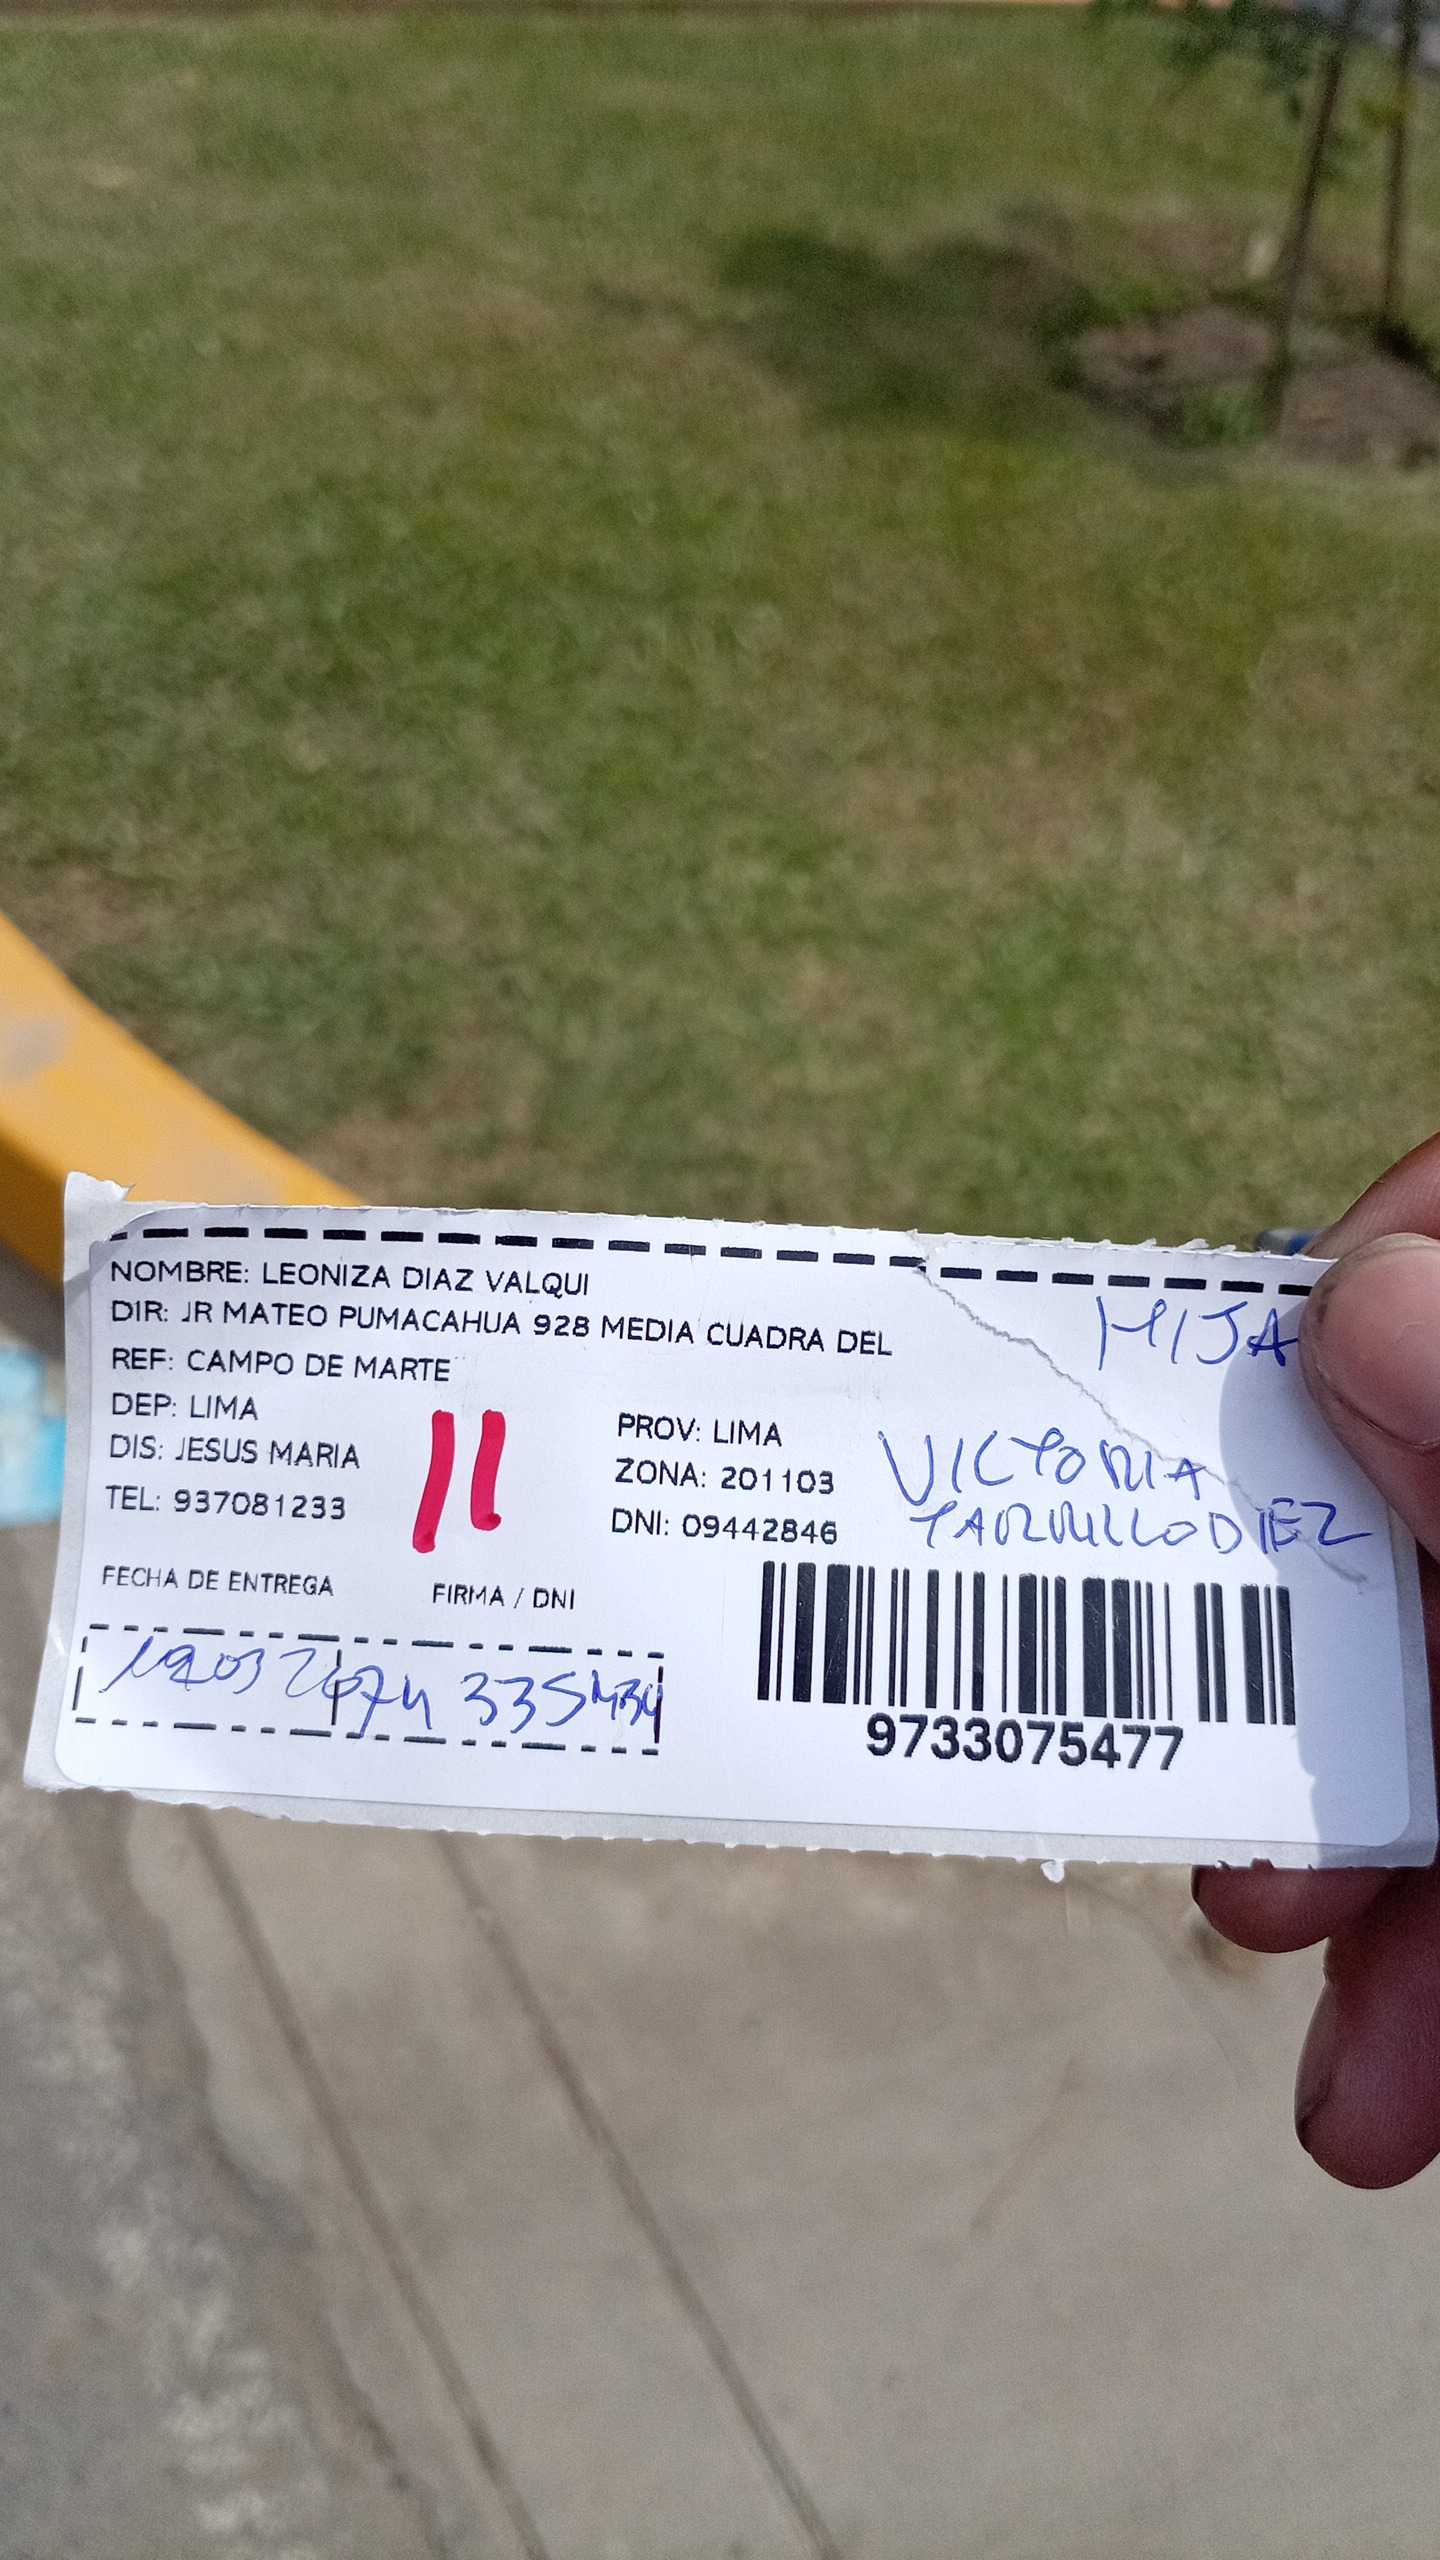 NOMBRE: LEONIZA DIAZ VALQUI
DIR: JR MATEO PUMACAHUA 928 MEDIA CUADRA DEL
HIJA
REF: CAMPO DE MARTE
DEP: LIMA
PROV: LIMA
DIS: JESUS MARIA
ZONA: 201103
VICTORIA
TEL: 937081233
11
DNI: 09442846
DIEZ
FECHA DE ENTREGA
FIRMA / DNI
9733075477